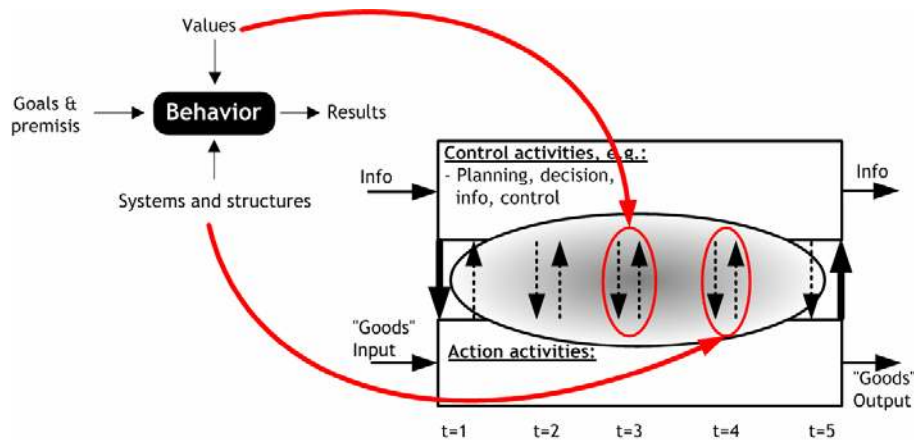 Values
Goals &
premisis
Behavior
Results
Systems and structures
Control activities, e.g.:
- Planning, decision,
info, control
Info
Info
"Goods"
Input
Action activities:
"Goods"
Output
t=1
t=2
t=3
t=4
t=5